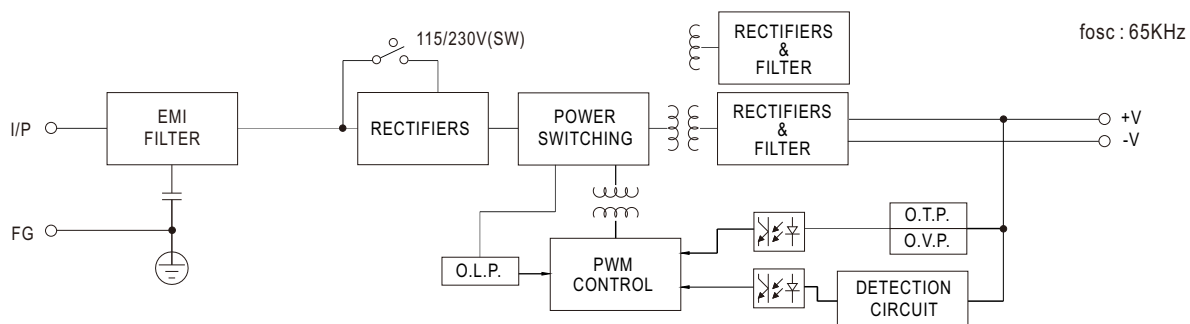 fosc : 65KHz
115/230V(SW)
RECTIFIERS
&
FILTER
I/P
EMI
FILTER
RECTIFIERS
POWER
SWITCHING
RECTIFIERS
&
FILTER
+V
-V
FG
O.L.P.
PWM
CONTROL
O.T.P.
O.V.P.
DETECTION
CIRCUIT